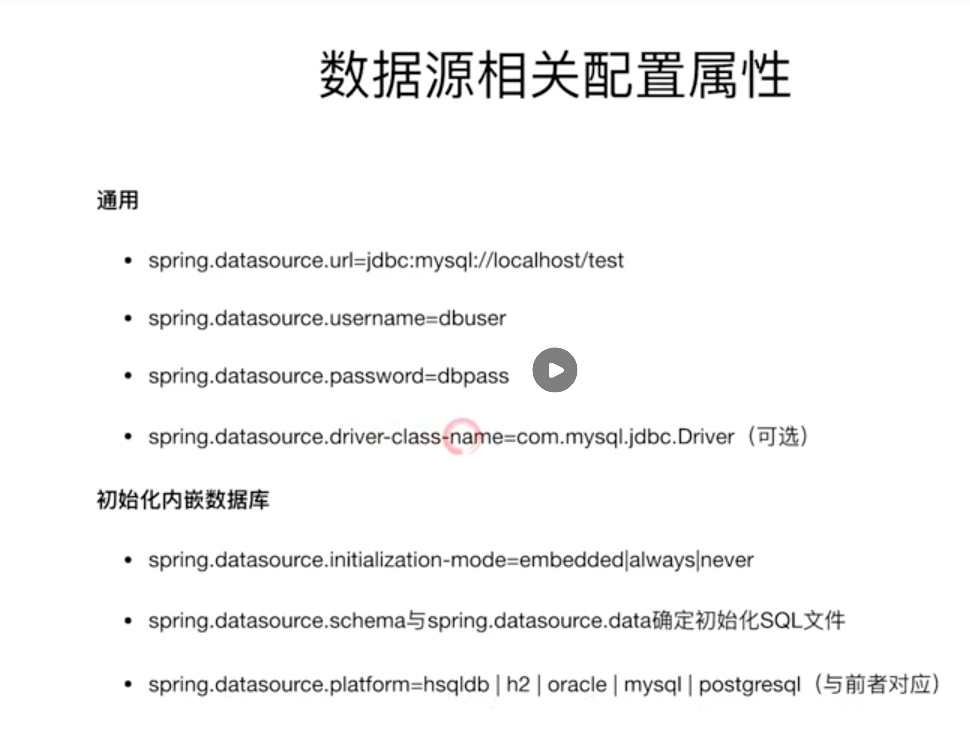 数据源相关配置属性
通用
• spring.datasource.url=jdbc:mysql://localhost/test
• spring.datasource.username=dbuser
• spring.datasource.password=dbpass
• spring.datasource.driver-class-name=com.mysql.jdbc.Driver（可选）
初始化内嵌数据库
• spring.datasource.initialization-mode=embedded|always|never
• spring.datasource.schema与spring.datasource.data确定初始化SQL文件
• spring.datasource.platform=hsqldb | h2 | oracle | mysql | postgresql（与前者对应）